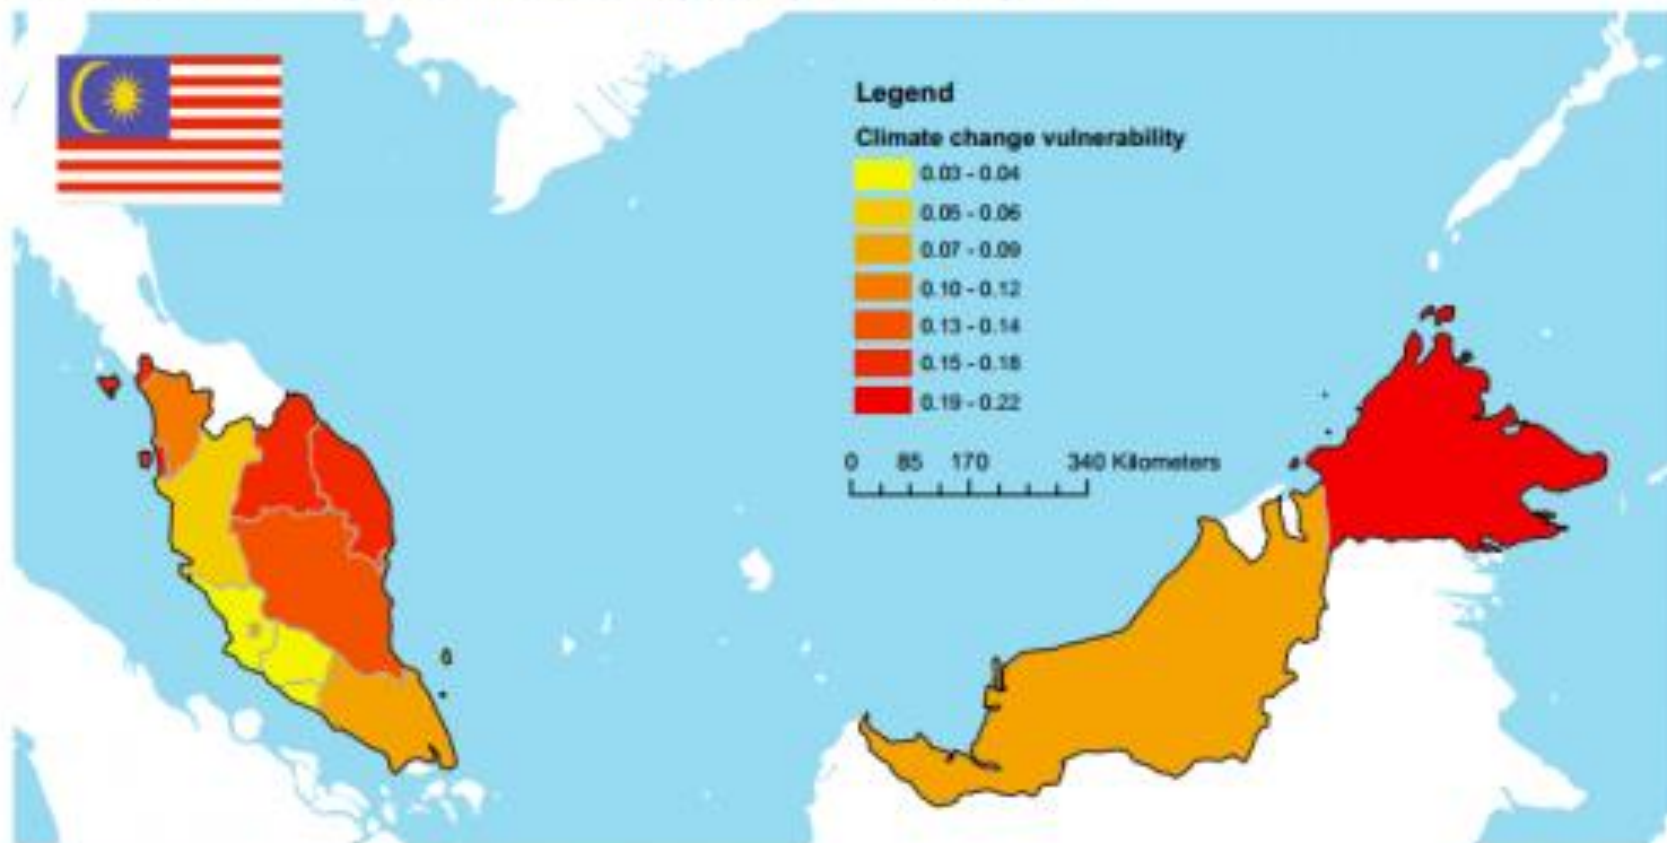 Legend
Climate change vulnerability
0.03 - 0.04
0.05 - 0.06
0.07 - 0.09
0.10 - 0.12
0.13 - 0.14
0.15 - 0.18
0.19 - 0.22
0 85 170 340 Kilometers